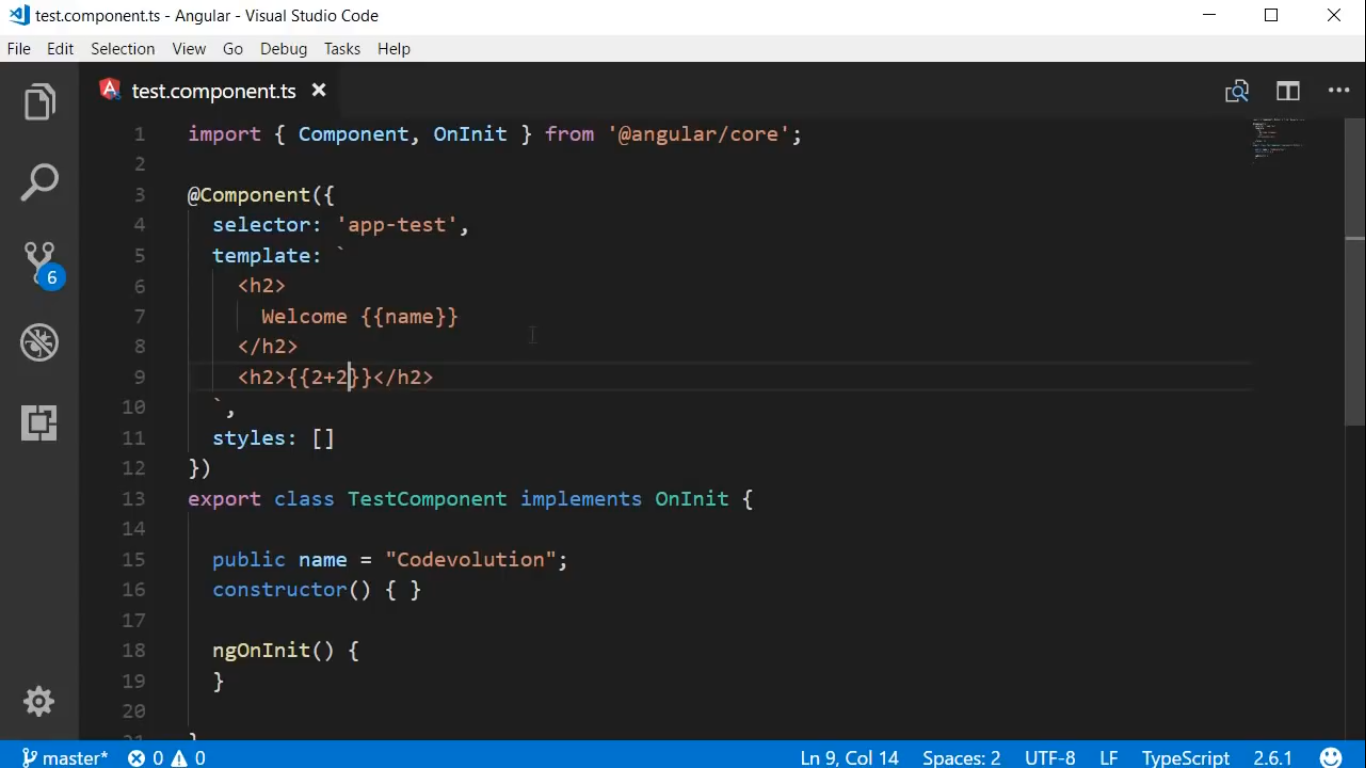 test.component.ts - Angular - Visual Studio Code
File Edit Selection View Go Debug Tasks Help
test.component.ts
1 import { Component, OnInit } from '@angular/core';
2
3 @Component({
4 selector: 'app-test',
5 template: `
6 <h2>
7 Welcome {{name}}
8 </h2>
9 <h2>{{2+2}}</h2>
10 `,
11 styles: []
12 })
13 export class TestComponent implements OnInit {
14
15 public name = "Codevolution";
16 constructor() { }
17
18 ngOnInit() {
19 }
20
6
master* 0 0 Ln 9, Col 14 Spaces: 2 UTF-8 LF TypeScript 2.6.1